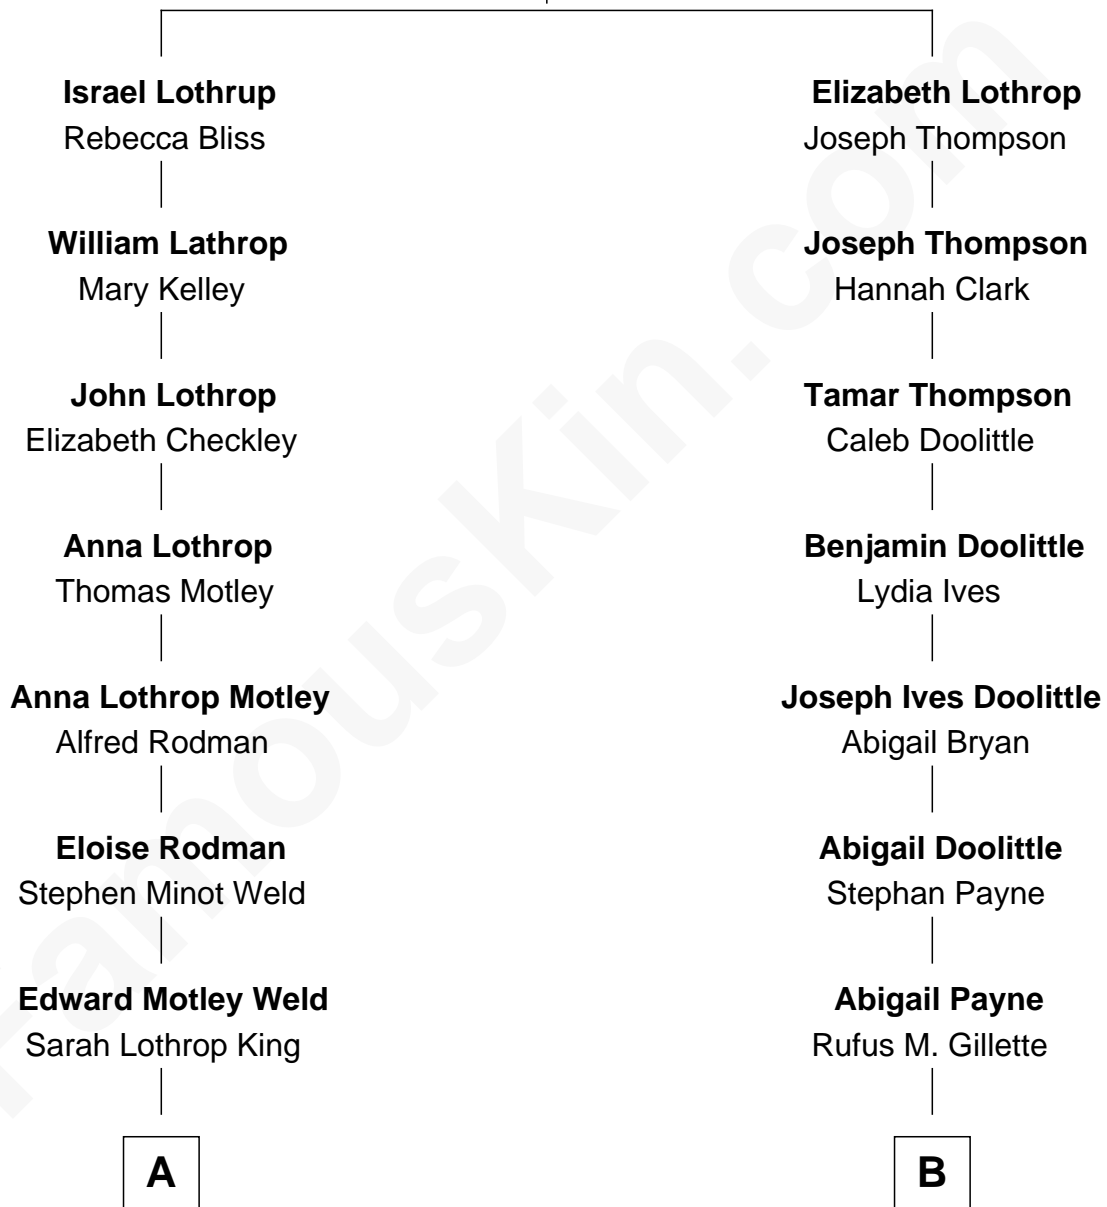 Israel Lothrup
Rebecca Bliss
William Lathrop
Mary Kelley
John Lothrop
Elizabeth Checkley
Anna Lothrop
Thomas Motley
Anna Lothrop Motley
Alfred Rodman
Eloise Rodman
Stephen Minot Weld
Edward Motley Weld
Sarah Lothrop King
A
Elizabeth Lothrop
Joseph Thompson
Joseph Thompson
Hannah Clark
Tamar Thompson
Caleb Doolittle
Benjamin Doolittle
Lydia Ives
Joseph Ives Doolittle
Abigail Bryan
Abigail Doolittle
Stephan Payne
Abigail Payne
Rufus M. Gillette
B
FamousKin.com